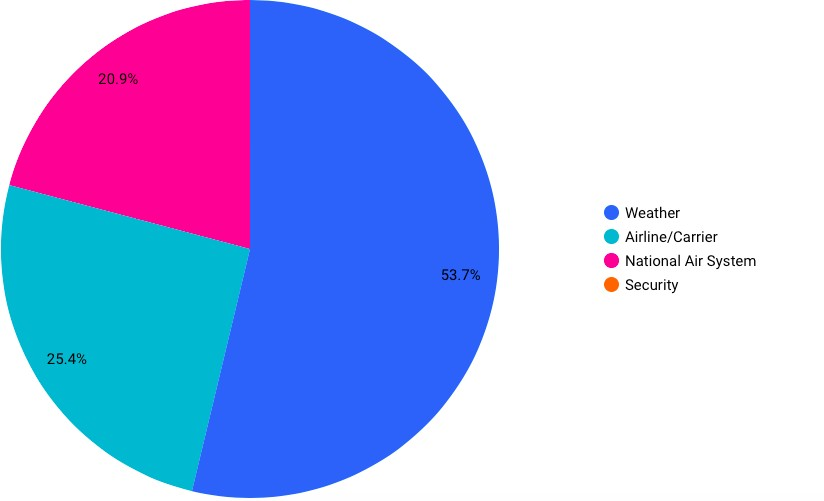 20.9%
53.7%
25.4%
Weather
Airline/Carrier
National Air System
Security